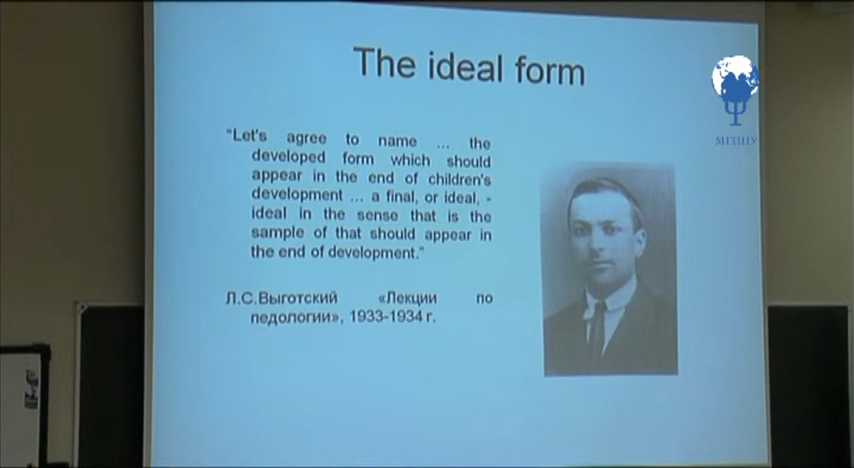 The ideal form
МГППУ
"Let's agree to name ... the
developed form which should
appear in the end of children's
development ... a final, or ideal, -
ideal in the sense that is the
sample of that should appear in
the end of development."
Л.С.Выготский «Лекции по
педологии», 1933-1934 г.